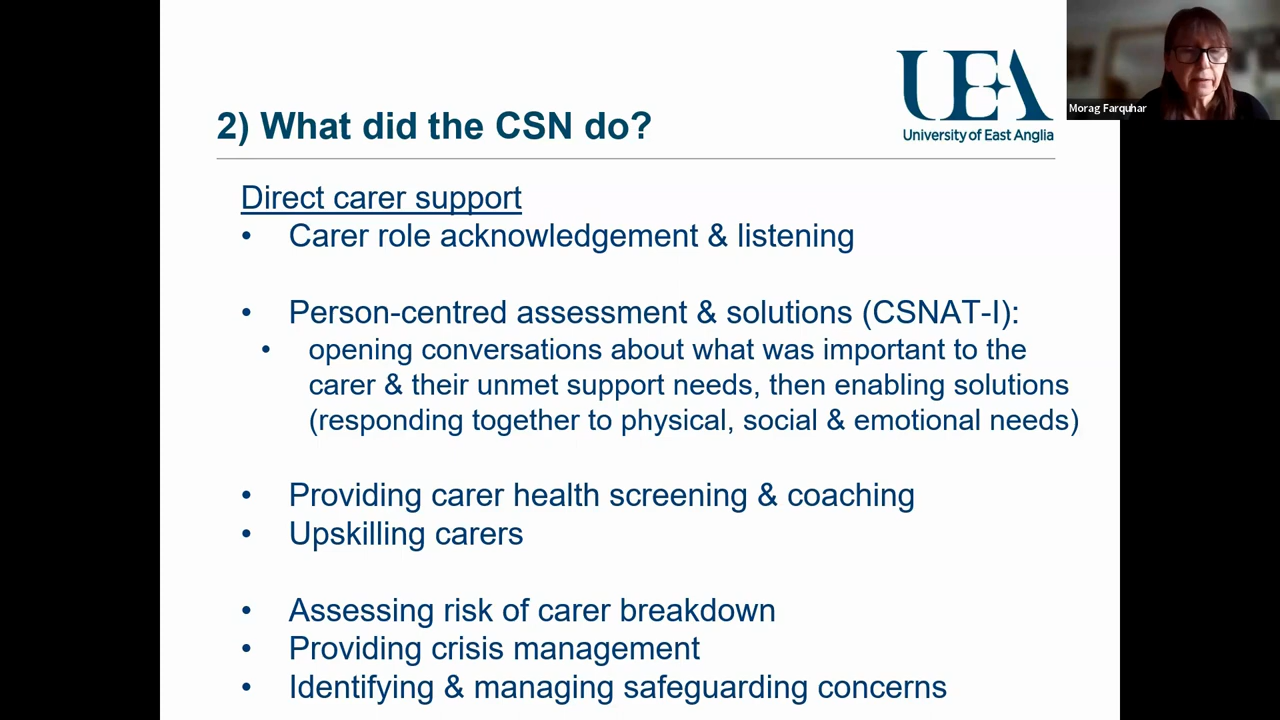 UEA
University of East Anglia
Morag Farquhar
2) What did the CSN do?
Direct carer support
• Carer role acknowledgement & listening
• Person-centred assessment & solutions (CSNAT-I):
• opening conversations about what was important to the
carer & their unmet support needs, then enabling solutions
(responding together to physical, social & emotional needs)
• Providing carer health screening & coaching
• Upskilling carers
• Assessing risk of carer breakdown
• Providing crisis management
• Identifying & managing safeguarding concerns